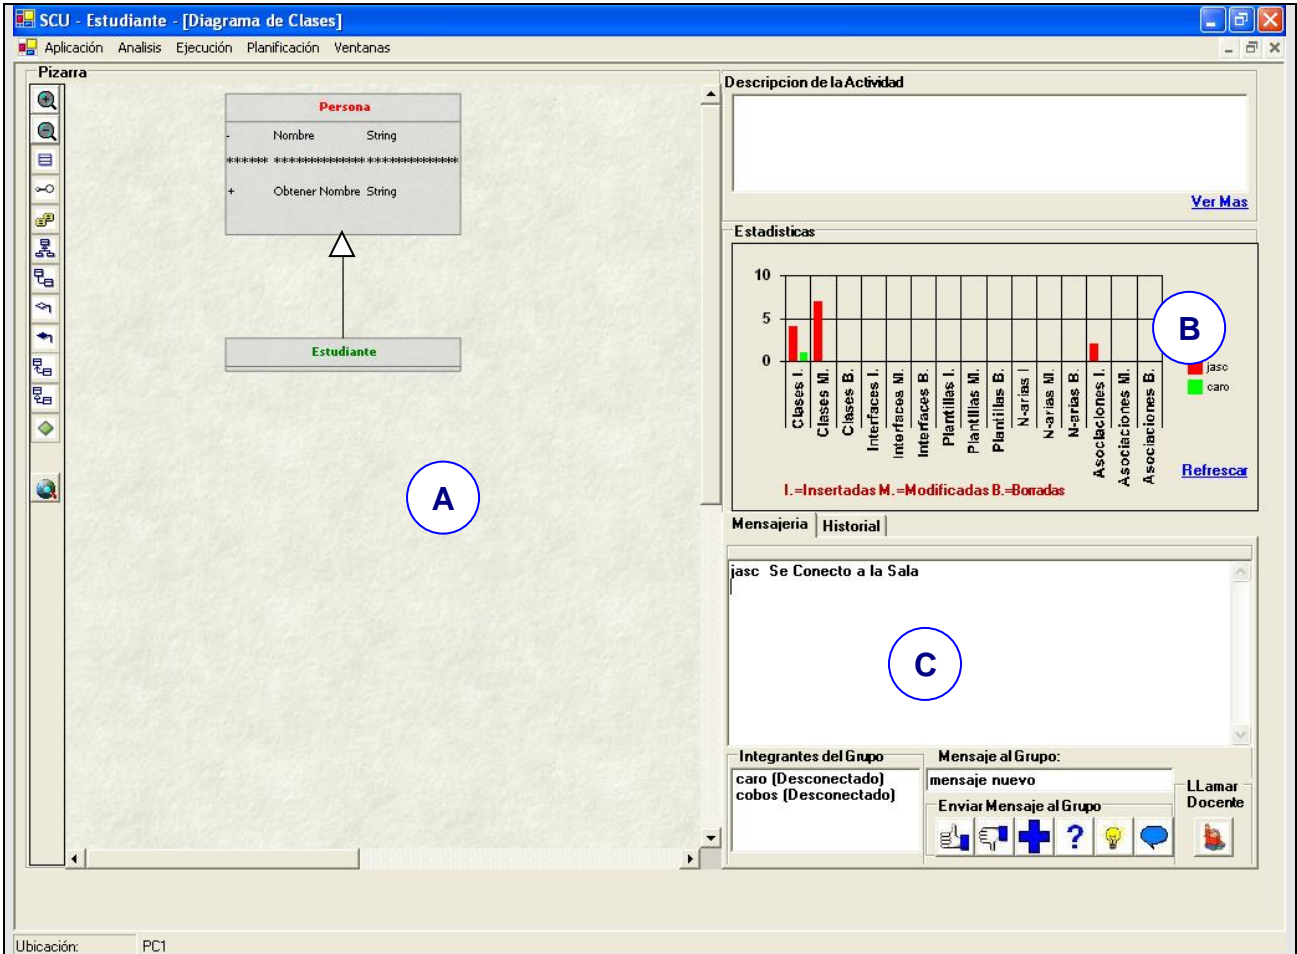 SCU - Estudiante - [Diagrama de Clases]
Aplicación Analisis Ejecución Planificación Ventanas
Pizarra
Persona
- Nombre String
****** ************* *************
+ Obtener Nombre String
Estudiante
A
Descripcion de la Actividad
Ver Mas
Estadisticas
10
5
0
Clases I.
Clases M.
Clases B.
Interfaces I.
Interfaces M.
Interfaces B.
Plantillas I.
Plantillas M.
Plantillas B.
N-arias I
N-arias M.
N-arias B.
Asociaciones I.
Asociaciones M.
Asociaciones B.
B
jasc
caro
Refrescar
I.=Insertadas M.=Modificadas B.=Borradas
Mensajeria Historial
jasc Se Conecto a la Sala
C
Integrantes del Grupo
caro (Desconectado)
cobos (Desconectado)
Mensaje al Grupo:
mensaje nuevo
Enviar Mensaje al Grupo
?
LLamar
Docente
Ubicación: PC1